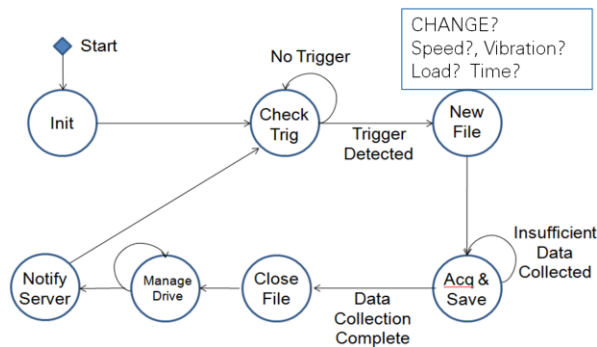 CHANGE?
Speed?, Vibration?
Load?  Time?
Start
No Trigger
Init
Check
Trig
New
File
Trigger
Detected
Insufficient
Data
Collected
Notify
Server
Manage
Drive
Close
File
Acq &
Save
Data
Collection
Complete